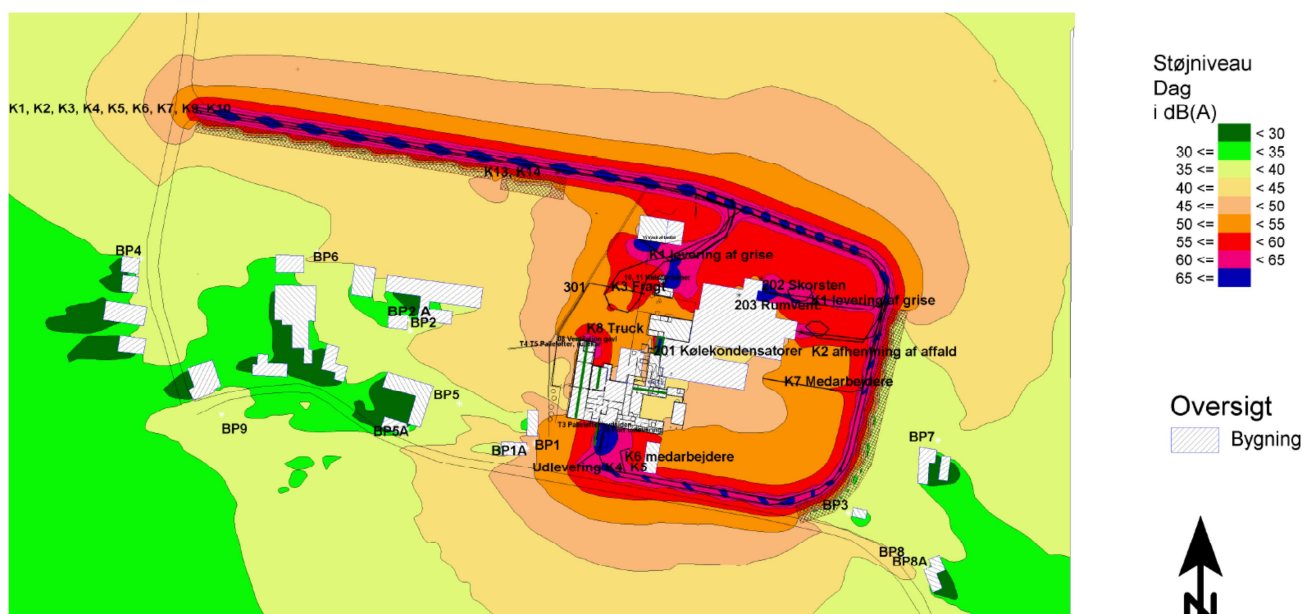 K1, K2, K3, K4, K5, K6, K7, K9, K10
K13, K14
K1 levering af grise
301
K3 Fragt
202 Skorsten
K1 levering af grise
203 Rumvent.
K8 Truck
201 Kølekondensatorer
K2 afhentning af affald
K7 Medarbejdere
K6 medarbejdere
Udlevering K4, K5
BP4
BP6
BP2 A
BP2
BP5
BP5A
BP9
BP1
BP1A
BP7
BP3
BP8
BP8A
Støjniveau
Dag
i dB(A)
< 30
30 <= < 35
35 <= < 40
40 <= < 45
45 <= < 50
50 <= < 55
55 <= < 60
60 <= < 65
65 <=
Oversigt
Bygning
N